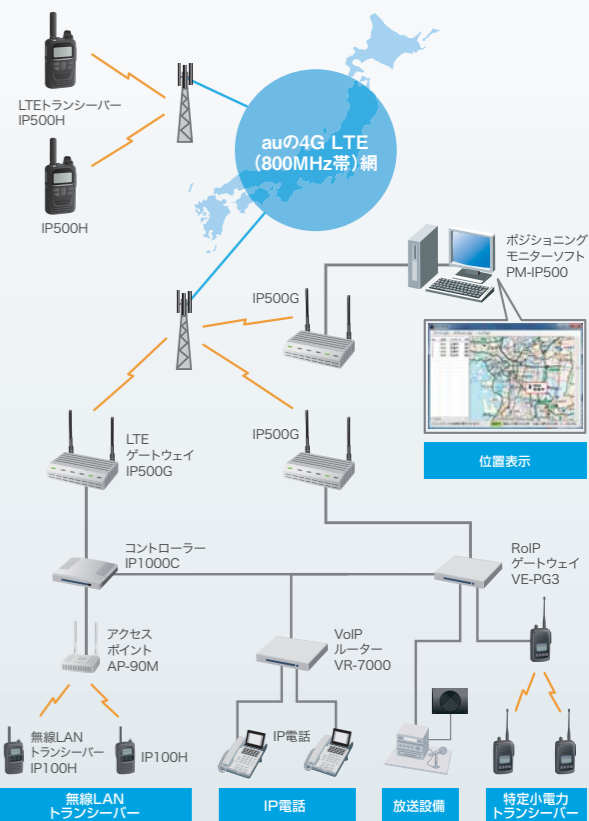 LTEトランシーバー
IP500H
IP500H
auの4G LTE
（800MHz帯）網
ポジショニング
モニターソフト
PM-IP500
IP500G
位置表示
LTE
ゲートウェイ
IP500G
IP500G
コントローラー
IP1000C
RoIP
ゲートウェイ
VE-PG3
アクセス
ポイント
AP-90M
VoIP
ルーター
VR-7000
無線LAN
トランシーバー
IP100H
IP100H
IP電話
無線LAN
トランシーバー
IP電話
放送設備
特定小電力
トランシーバー